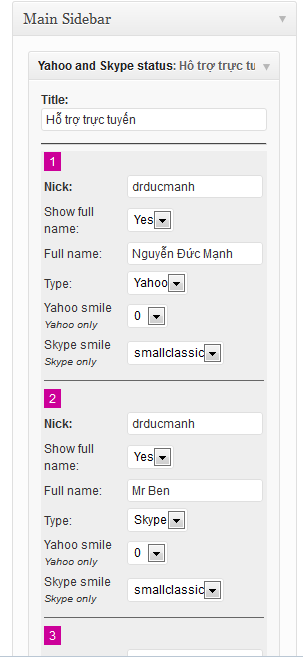 Main Sidebar
Yahoo and Skype status: Hỗ trợ trực tu
Title:
Hỗ trợ trực tuyến
1
Nick: drducmanh
Show full name: Yes
Full name: Nguyễn Đức Mạnh
Type: Yahoo
Yahoo smile 0
Yahoo only
Skype smile smallclassic
Skype only
2
Nick: drducmanh
Show full name: Yes
Full name: Mr Ben
Type: Skype
Yahoo smile 0
Yahoo only
Skype smile smallclassic
Skype only
3